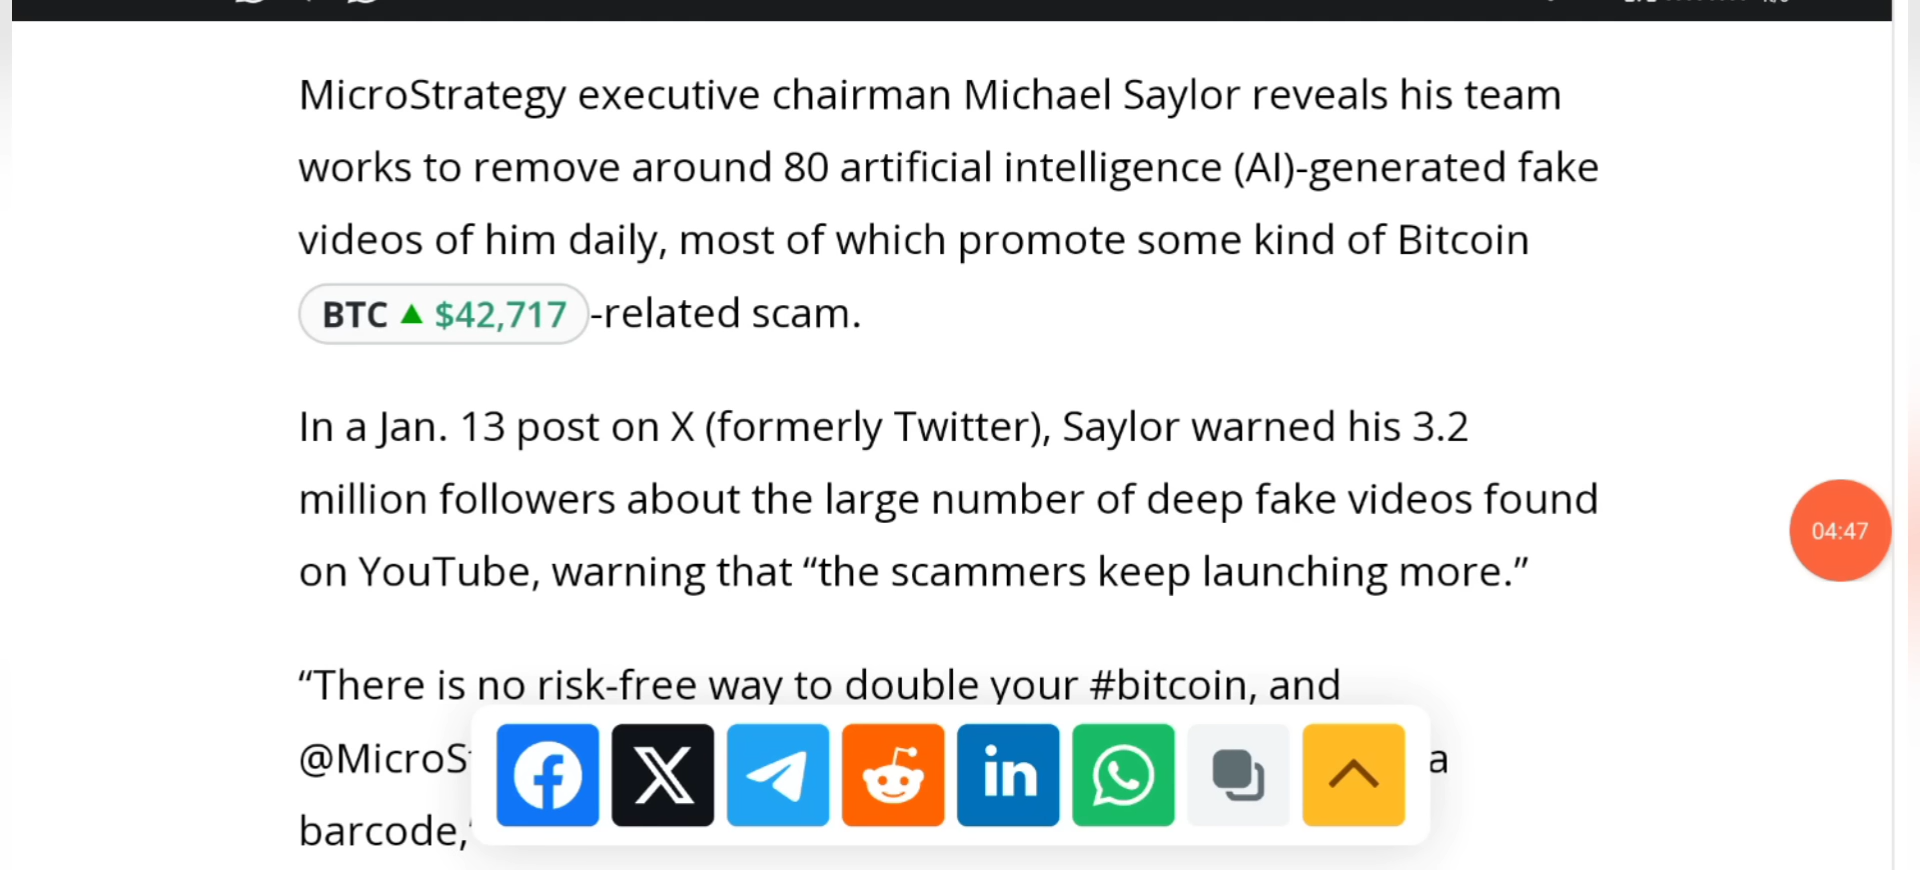 MicroStrategy executive chairman Michael Saylor reveals his team
works to remove around 80 artificial intelligence (AI)-generated fake
videos of him daily, most of which promote some kind of Bitcoin
BTC ▲ $42,717 -related scam.
In a Jan. 13 post on X (formerly Twitter), Saylor warned his 3.2
million followers about the large number of deep fake videos found
on YouTube, warning that “the scammers keep launching more.”
04:47
“There is no risk-free way to double your #bitcoin, and
@MicroS a
barcode,